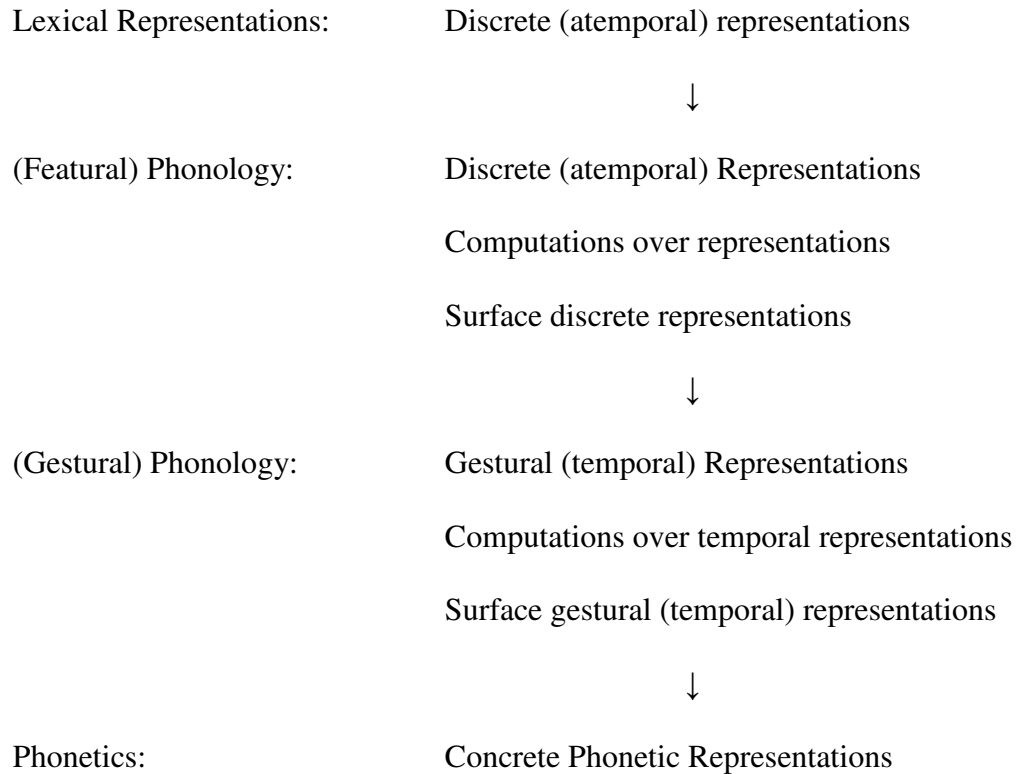 Lexical Representations: Discrete (atemporal) representations
↓
(Featural) Phonology: Discrete (atemporal) Representations
Computations over representations
Surface discrete representations
↓
(Gestural) Phonology: Gestural (temporal) Representations
Computations over temporal representations
Surface gestural (temporal) representations
↓
Phonetics: Concrete Phonetic Representations